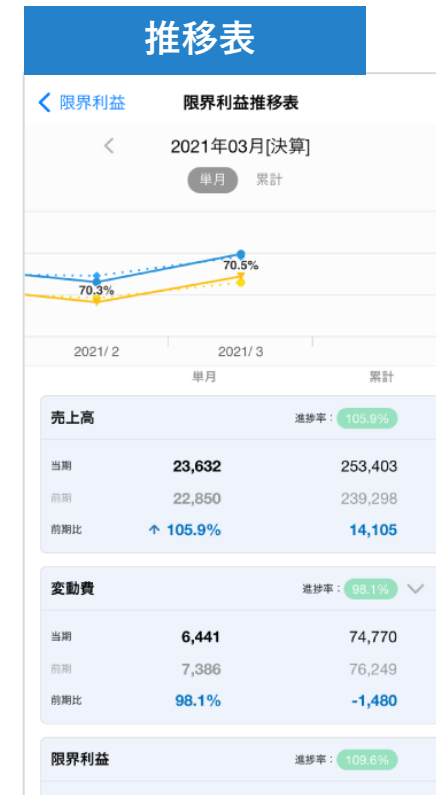 推移表
限界利益 限界利益推移表
2021年03月[決算]
単月 累計
70.5%
70.3%
2021/ 2 2021/ 3
単月 累計
売上高 進捗率： 105.9%
当期 23,632 253,403
前期 22,850 239,298
前期比 ↑ 105.9% 14,105
変動費 進捗率： 98.1%
当期 6,441 74,770
前期 7,386 76,249
前期比 98.1% -1,480
限界利益 進捗率： 109.6%